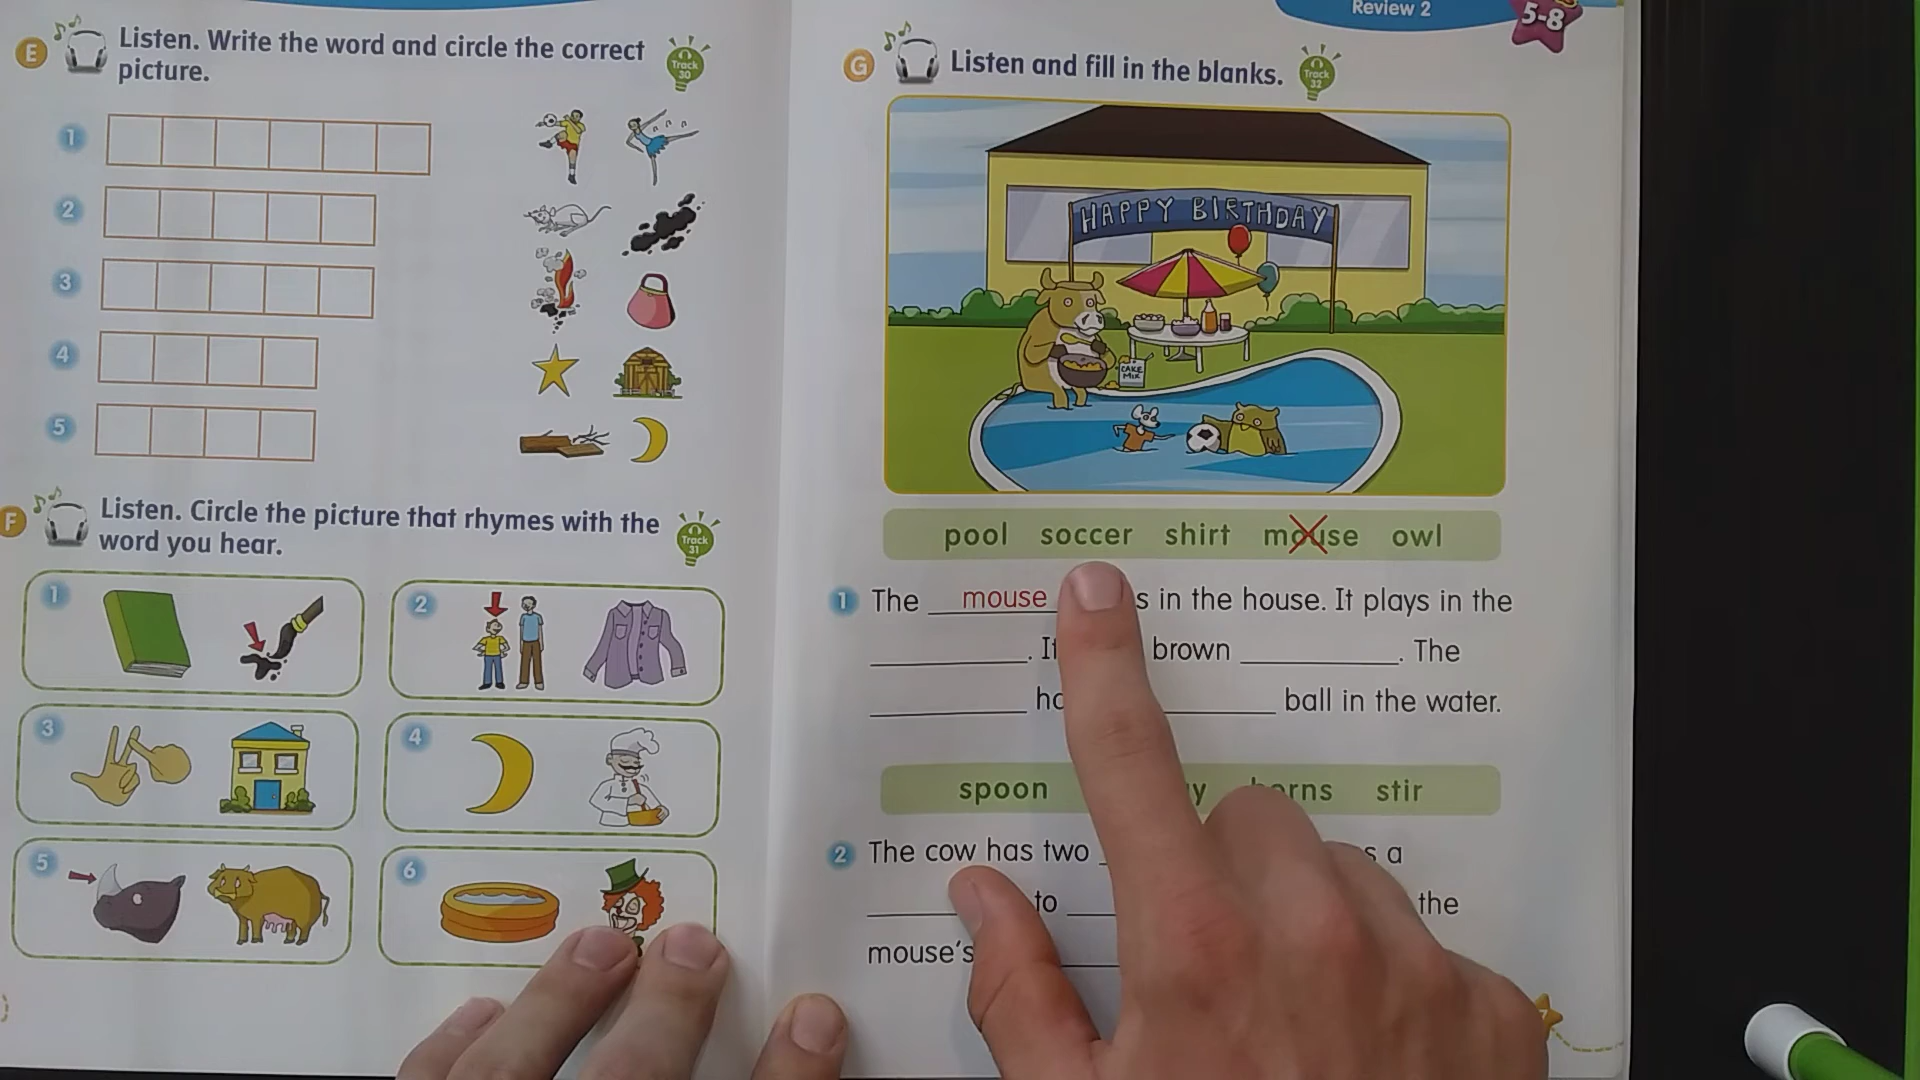 E Listen. Write the word and circle the correct
picture.
Track
30
1
2
3
4
5
F Listen. Circle the picture that rhymes with the
word you hear.
Track
31
1
2
3
4
5
6
Review 2
5-8
G Listen and fill in the blanks.
Track
32
HAPPY BIRTHDAY
CAKE
MIX
pool soccer shirt mouse owl
1 The mouse s in the house. It plays in the
. It brown . The
ball in the water.
spoon horns stir
2 The cow has two a
to the
mouse's